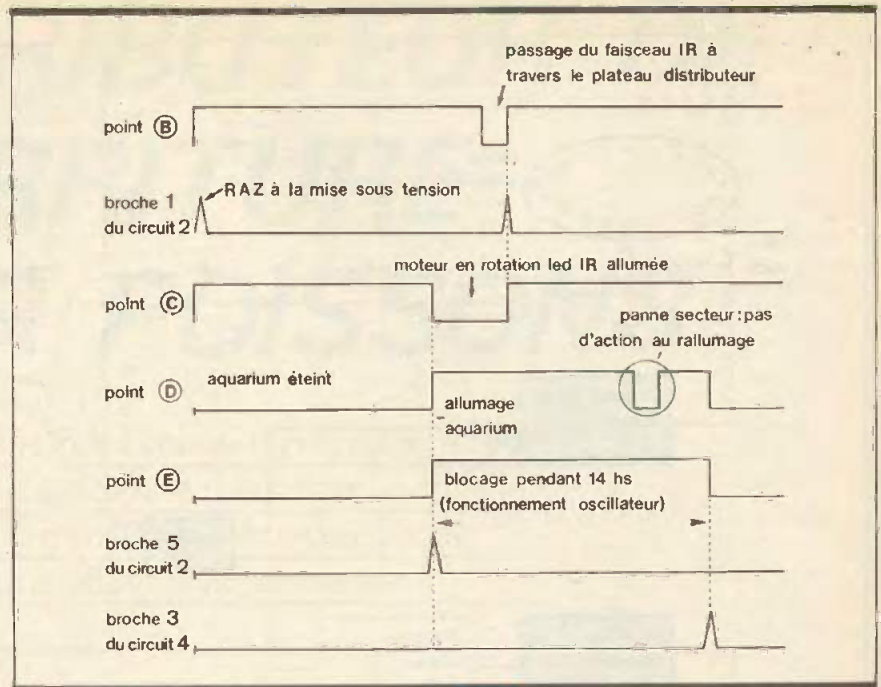 passage du faisceau IR à
travers le plateau distributeur
point B
broche 1
du circuit 2
RAZ à la mise sous tension
moteur en rotation led IR allumée
point C
panne secteur : pas
d'action au rallumage
point D
aquarium éteint
allumage
aquarium
point E
blocage pendant 14 hs
(fonctionnement oscillateur)
broche 5
du circuit 2
broche 3
du circuit 4